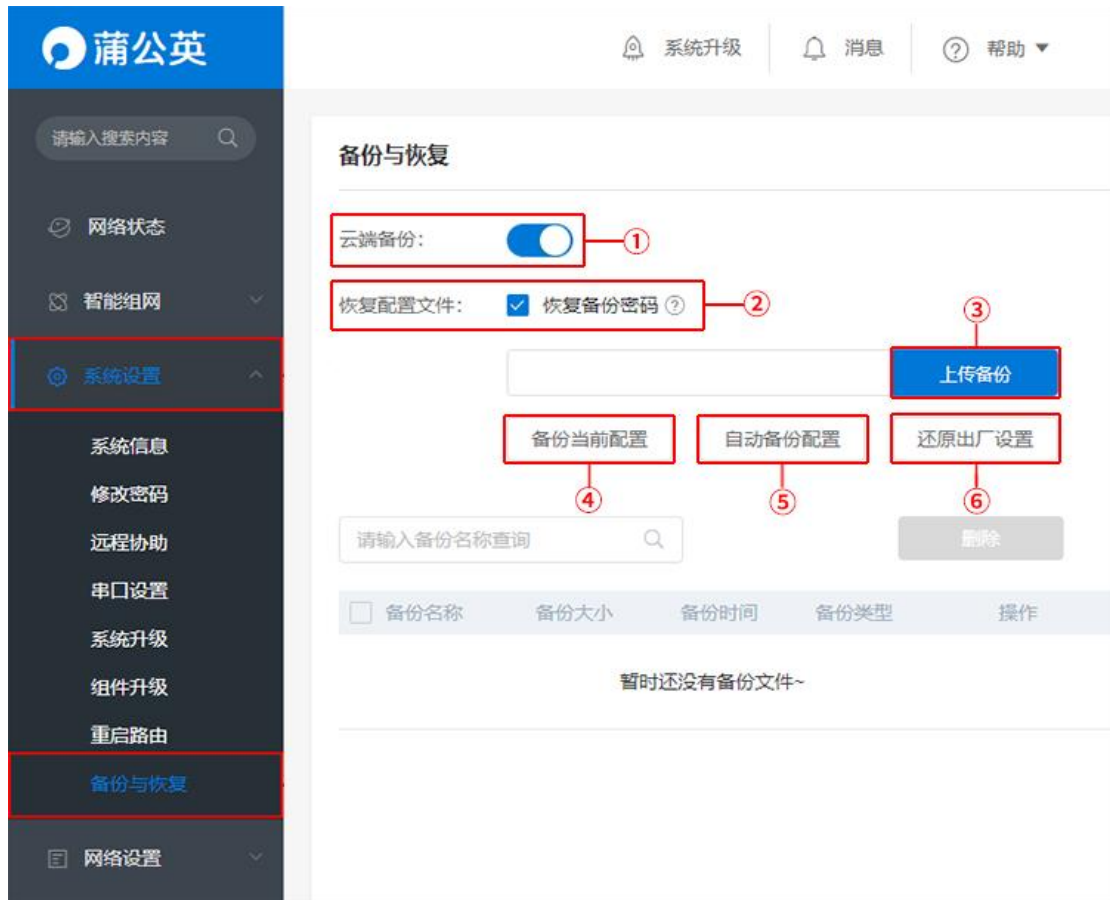 蒲公英
系统升级 消息 帮助
请输入搜索内容
备份与恢复
网络状态
云端备份： ①
智能组网
恢复配置文件： 恢复备份密码 ? ②
③
系统设置
上传备份
系统信息
备份当前配置 自动备份配置 还原出厂设置
④ ⑤ ⑥
修改密码
远程协助
请输入备份名称查询 删除
串口设置
备份名称 备份大小 备份时间 备份类型 操作
系统升级
组件升级
暂时还没有备份文件~
重启路由
备份与恢复
网络设置